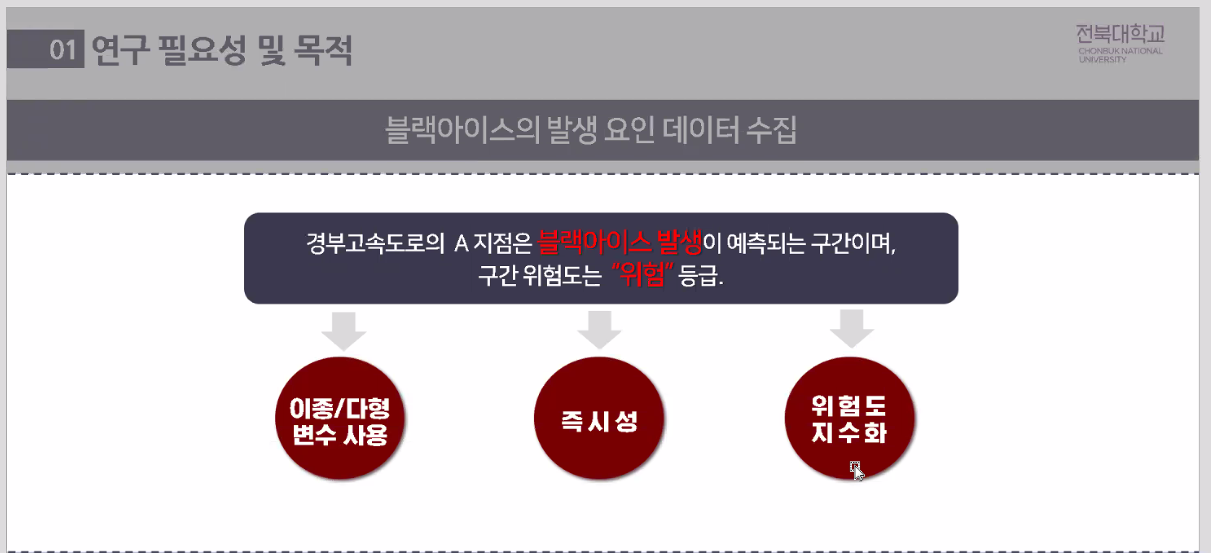 01 연구 필요성 및 목적
전북대학교
CHONBUK NATIONAL
UNIVERSITY
블랙아이스의 발생 요인 데이터 수집
경부고속도로의 A 지점은 블랙아이스 발생이 예측되는 구간이며,
구간 위험도는 “위험” 등급.
이종/다형
변수 사용
즉시성
위험도
지수화